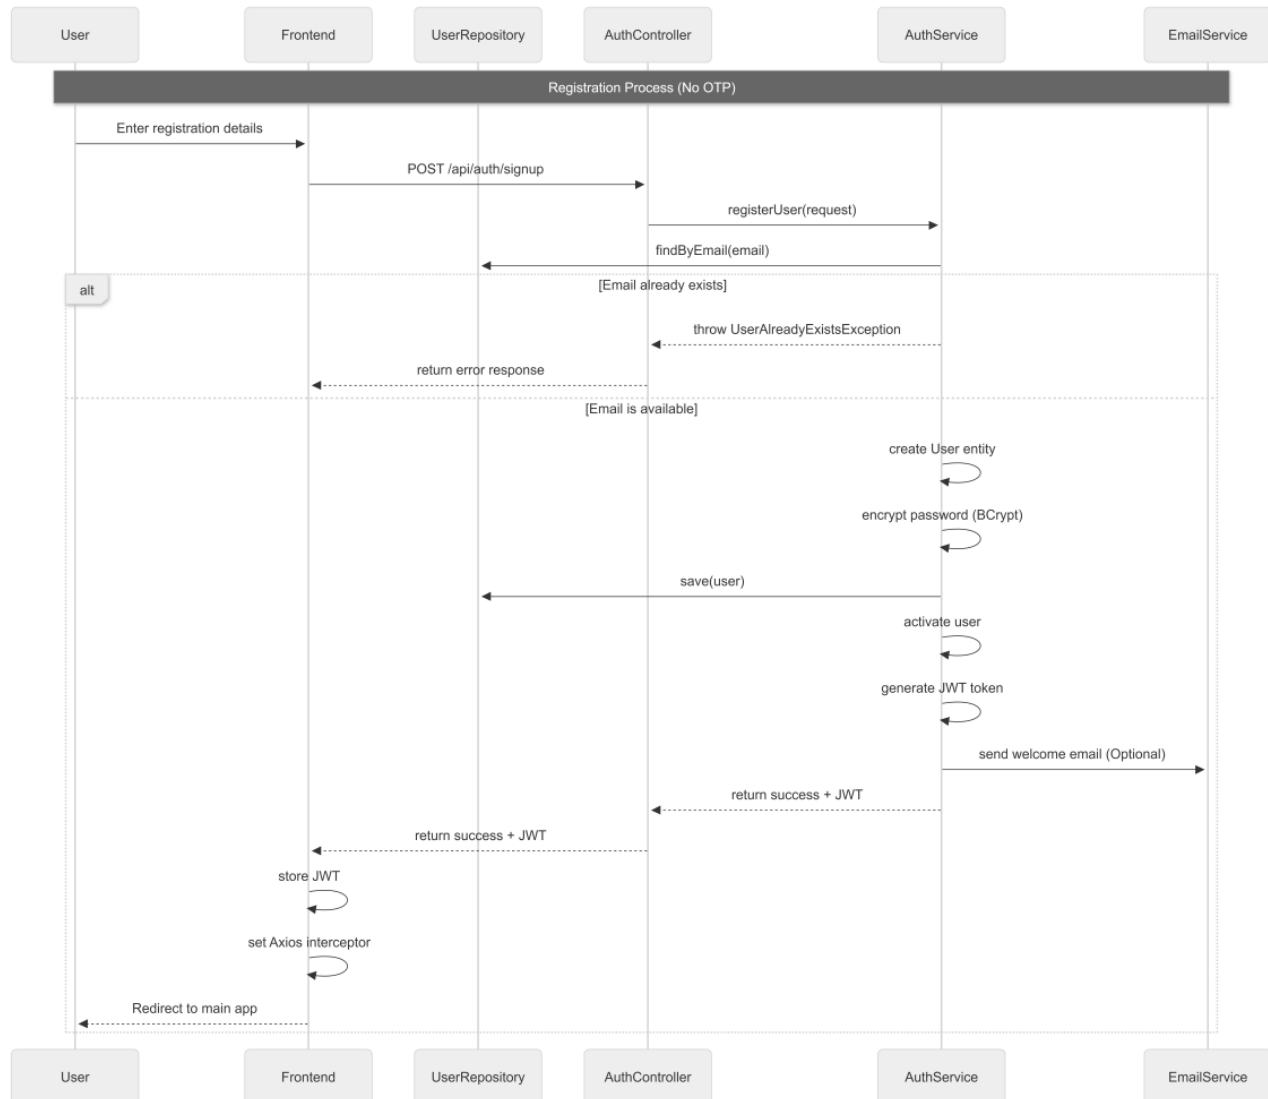 User
Frontend
UserRepository
AuthController
AuthService
EmailService
Registration Process (No OTP)
Enter registration details
POST /api/auth/signup
registerUser(request)
findByEmail(email)
alt
[Email already exists]
throw UserAlreadyExistsException
return error response
[Email is available]
create User entity
encrypt password (BCrypt)
save(user)
activate user
generate JWT token
send welcome email (Optional)
return success + JWT
return success + JWT
store JWT
set Axios interceptor
Redirect to main app
User
Frontend
UserRepository
AuthController
AuthService
EmailService